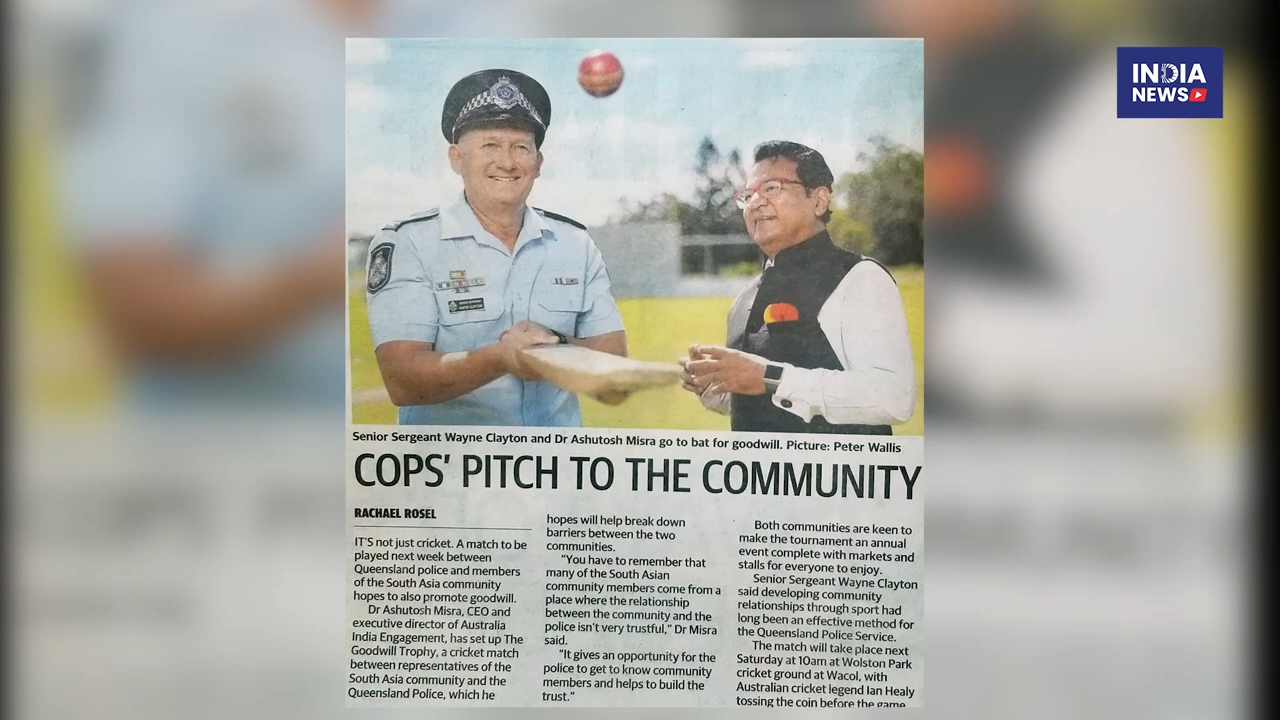 INDIA
NEWS
Senior Sergeant Wayne Clayton and Dr Ashutosh Misra go to bat for goodwill. Picture: Peter Wallis
COPS' PITCH TO THE COMMUNITY
RACHAEL ROSEL
IT'S not just cricket. A match to be
played next week between
Queensland police and members
of the South Asia community
hopes to also promote goodwill.
Dr Ashutosh Misra, CEO and
executive director of Australia
India Engagement, has set up The
Goodwill Trophy, a cricket match
between representatives of the
South Asia community and the
Queensland Police, which he
hopes will help break down
barriers between the two
communities.
"You have to remember that
many of the South Asian
community members come from a
place where the relationship
between the community and the
police isn't very trustful," Dr Misra
said.
"It gives an opportunity for the
police to get to know community
members and helps to build the
trust."
Both communities are keen to
make the tournament an annual
event complete with markets and
stalls for everyone to enjoy.
Senior Sergeant Wayne Clayton
said developing community
relationships through sport had
long been an effective method for
the Queensland Police Service.
The match will take place next
Saturday at 10am at Wolston Park
cricket ground at Wacol, with
Australian cricket legend Ian Healy
tossing the coin before the game